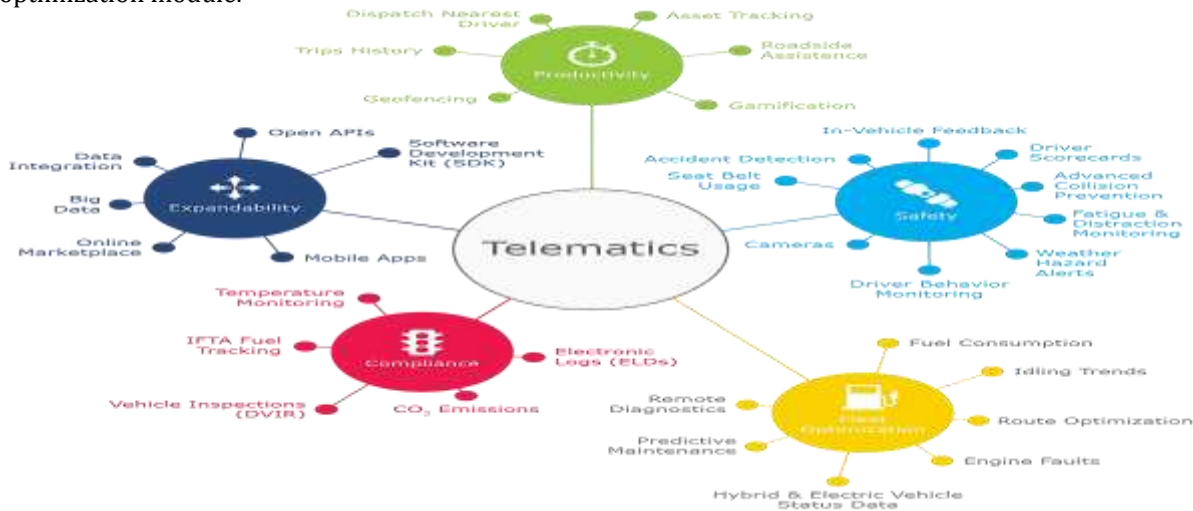 optimization module.
Dispatch Nearest
Driver
Asset Tracking
Trips History
Roadside
Assistance
Productivity
Geofencing
Gamification
Open APIs
Software
Development
Kit (SDK)
Data
Integration
Big
Data
Expandability
Online
Marketplace
Mobile Apps
In-Vehicle Feedback
Accident Detection
Driver
Scorecards
Seat Belt
Usage
Advanced
Collision
Prevention
Safety
Fatigue &
Distraction
Monitoring
Cameras
Weather
Hazard
Alerts
Driver Behavior
Monitoring
Telematics
Temperature
Monitoring
IFTA Fuel
Tracking
Compliance
Electronic
Logs (ELDs)
Vehicle Inspections
(DVIR)
CO₂ Emissions
Fuel Consumption
Idling Trends
Remote
Diagnostics
Fleet
Optimization
Route Optimization
Predictive
Maintenance
Engine Faults
Hybrid & Electric Vehicle
Status Data